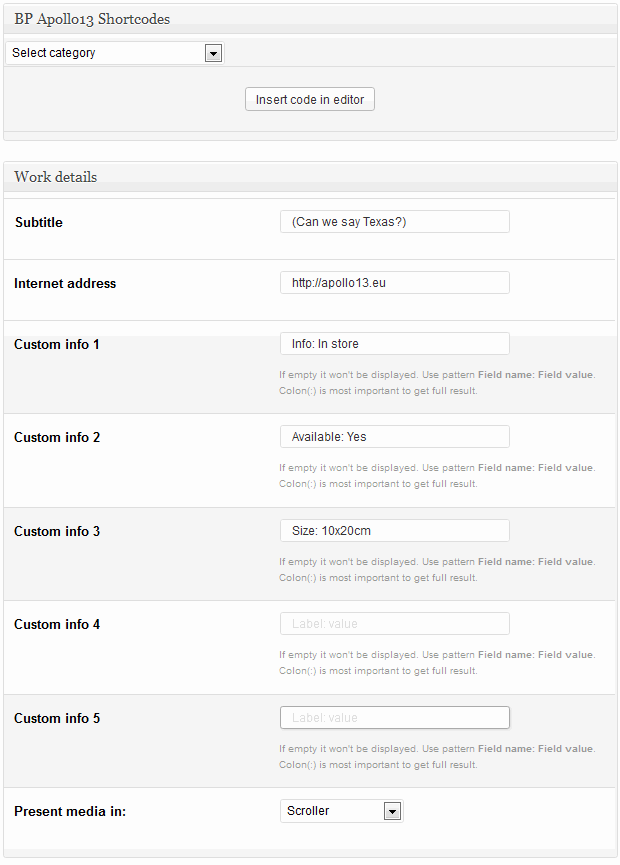 BP Apollo13 Shortcodes
Select category
Insert code in editor
Work details
Subtitle
(Can we say Texas?)
Internet address
http://apollo13.eu
Custom info 1
Info: In store
If empty it won't be displayed. Use pattern Field name: Field value.
Colon(:) is most important to get full result.
Custom info 2
Available: Yes
If empty it won't be displayed. Use pattern Field name: Field value.
Colon(:) is most important to get full result.
Custom info 3
Size: 10x20cm
If empty it won't be displayed. Use pattern Field name: Field value.
Colon(:) is most important to get full result.
Custom info 4
Label: value
If empty it won't be displayed. Use pattern Field name: Field value.
Colon(:) is most important to get full result.
Custom info 5
Label: value
If empty it won't be displayed. Use pattern Field name: Field value.
Colon(:) is most important to get full result.
Present media in:
Scroller